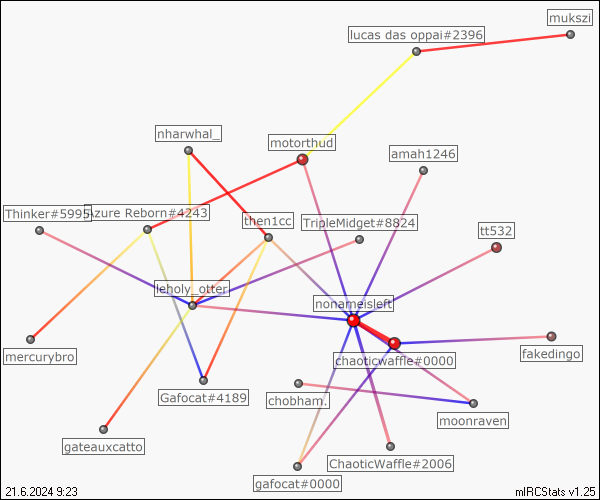 mukszi
lucas das oppai#2396
nharwhal_
motorthud
amah1246
Thinker#5995
Azure Reborn#4243
then1cc
TripleMidget#8824
tt532
leholy_otter
nonameisleft
mercurybro
chaoticwaffle#0000
fakedingo
Gafocat#4189
chobham.
moonraven
gateauxcatto
ChaoticWaffle#2006
gafocat#0000
21.6.2024 9:23
mIRCStats v1.25